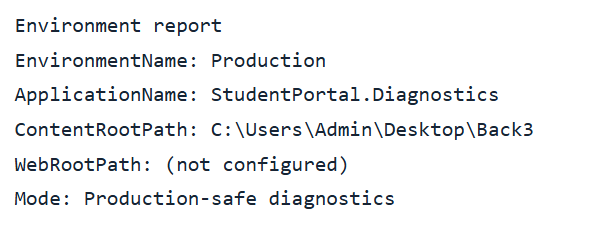 Environment report
EnvironmentName: Production
ApplicationName: StudentPortal.Diagnostics
ContentRootPath: C:\Users\Admin\Desktop\Back3
WebRootPath: (not configured)
Mode: Production-safe diagnostics